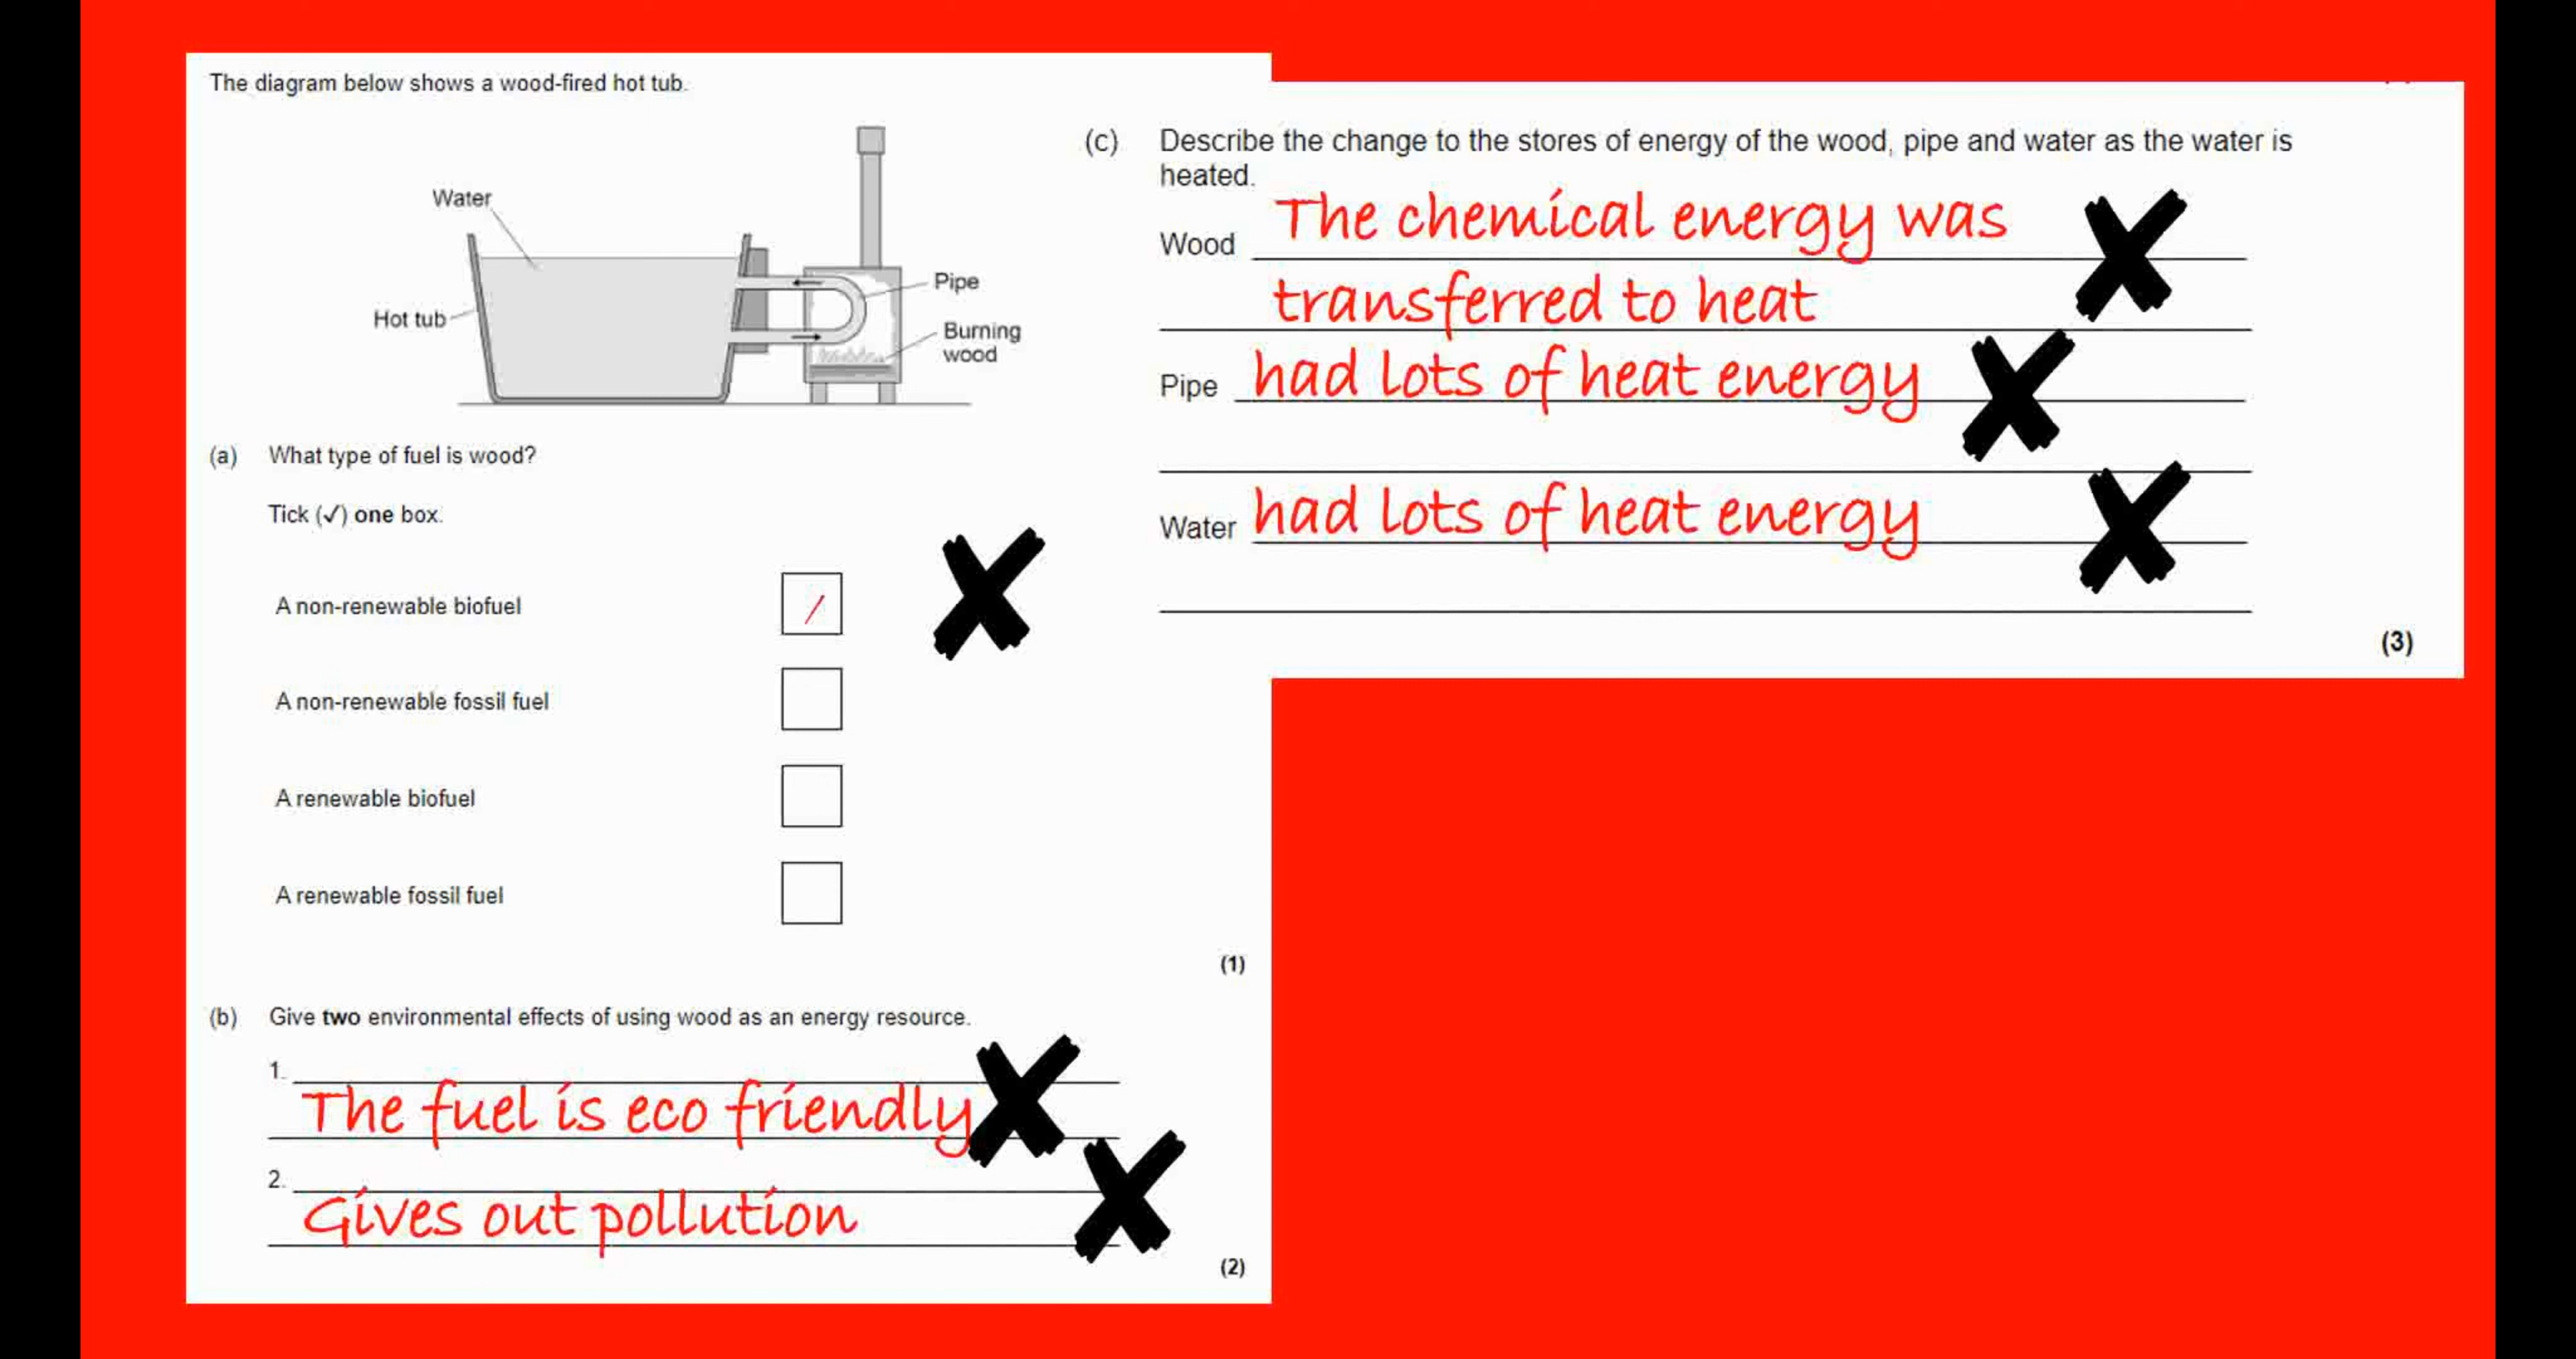 The diagram below shows a wood-fired hot tub.
Water
Hot tub
Pipe
Burning
wood
(a) What type of fuel is wood?
Tick (✓) one box.
A non-renewable biofuel /
A non-renewable fossil fuel
A renewable biofuel
A renewable fossil fuel
(1)
(b) Give two environmental effects of using wood as an energy resource.
1.
The fuel is eco friendly
2.
Gives out pollution
(2)
(c) Describe the change to the stores of energy of the wood, pipe and water as the water is
heated.
Wood The chemical energy was
transferred to heat
Pipe had lots of heat energy
Water had lots of heat energy
(3)